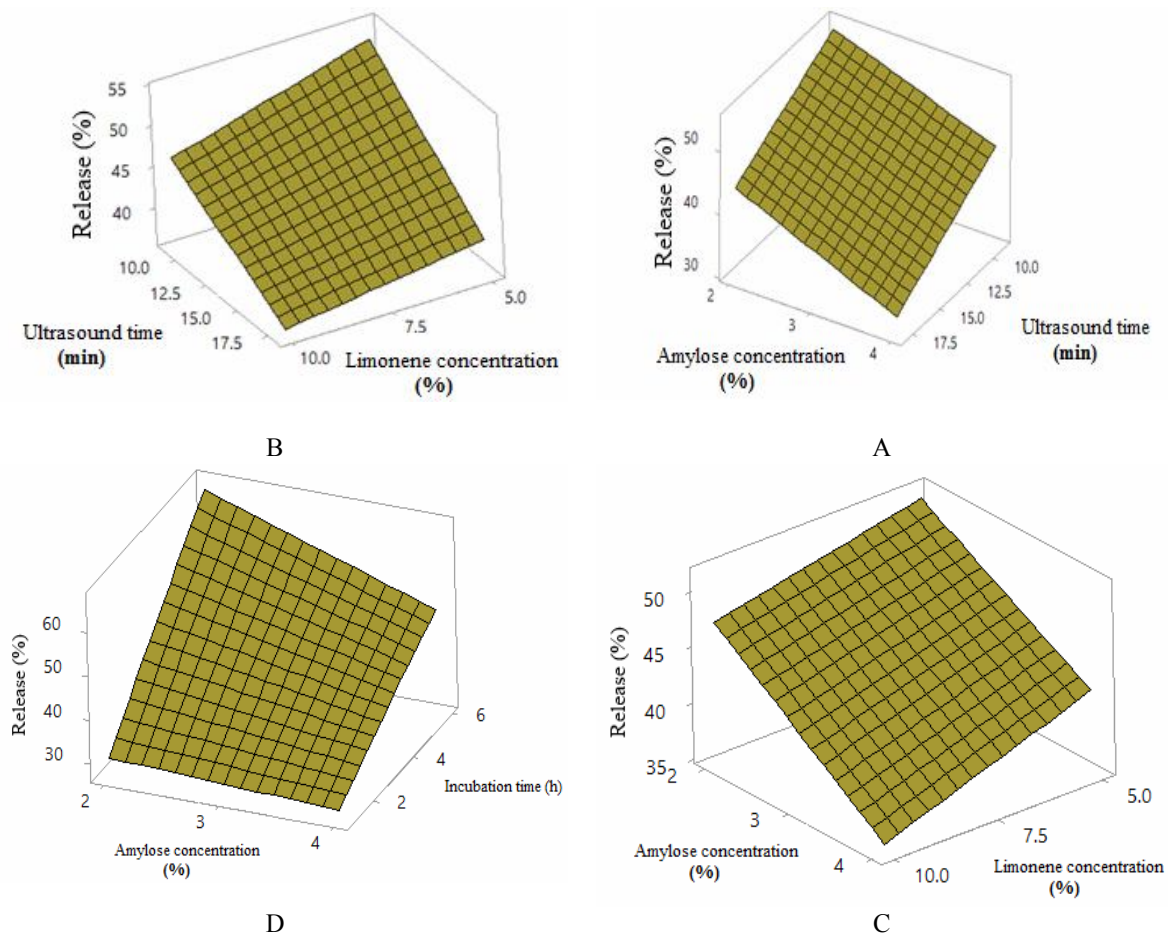 55
50
45
40
Release (%)
10.0
12.5
15.0
17.5
Ultrasound time
(min)
10.0
7.5
5.0
Limonene concentration
(%)
B
50
40
30
Release (%)
2
3
4
Amylose concentration
(%)
10.0
12.5
15.0
17.5
Ultrasound time
(min)
A
60
50
40
30
Release (%)
2
3
4
Amylose concentration
(%)
6
4
2
Incubation time (h)
D
50
45
40
35
Release (%)
2
3
4
Amylose concentration
(%)
10.0
7.5
5.0
Limonene concentration
(%)
C